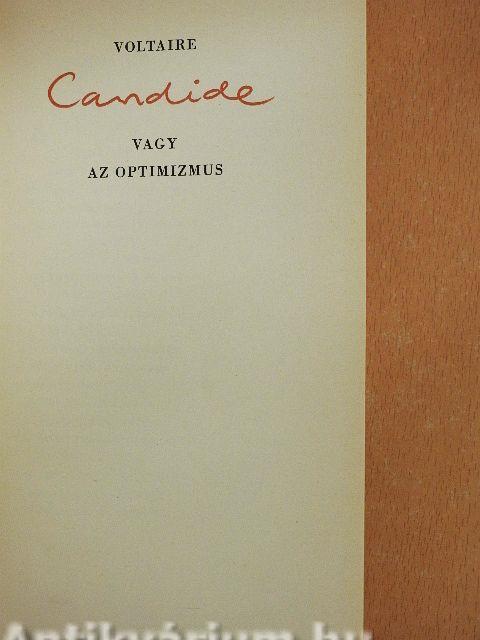 VOLTAIRE
Candide
VAGY
AZ OPTIMIZMUS
Antikvárium.hu